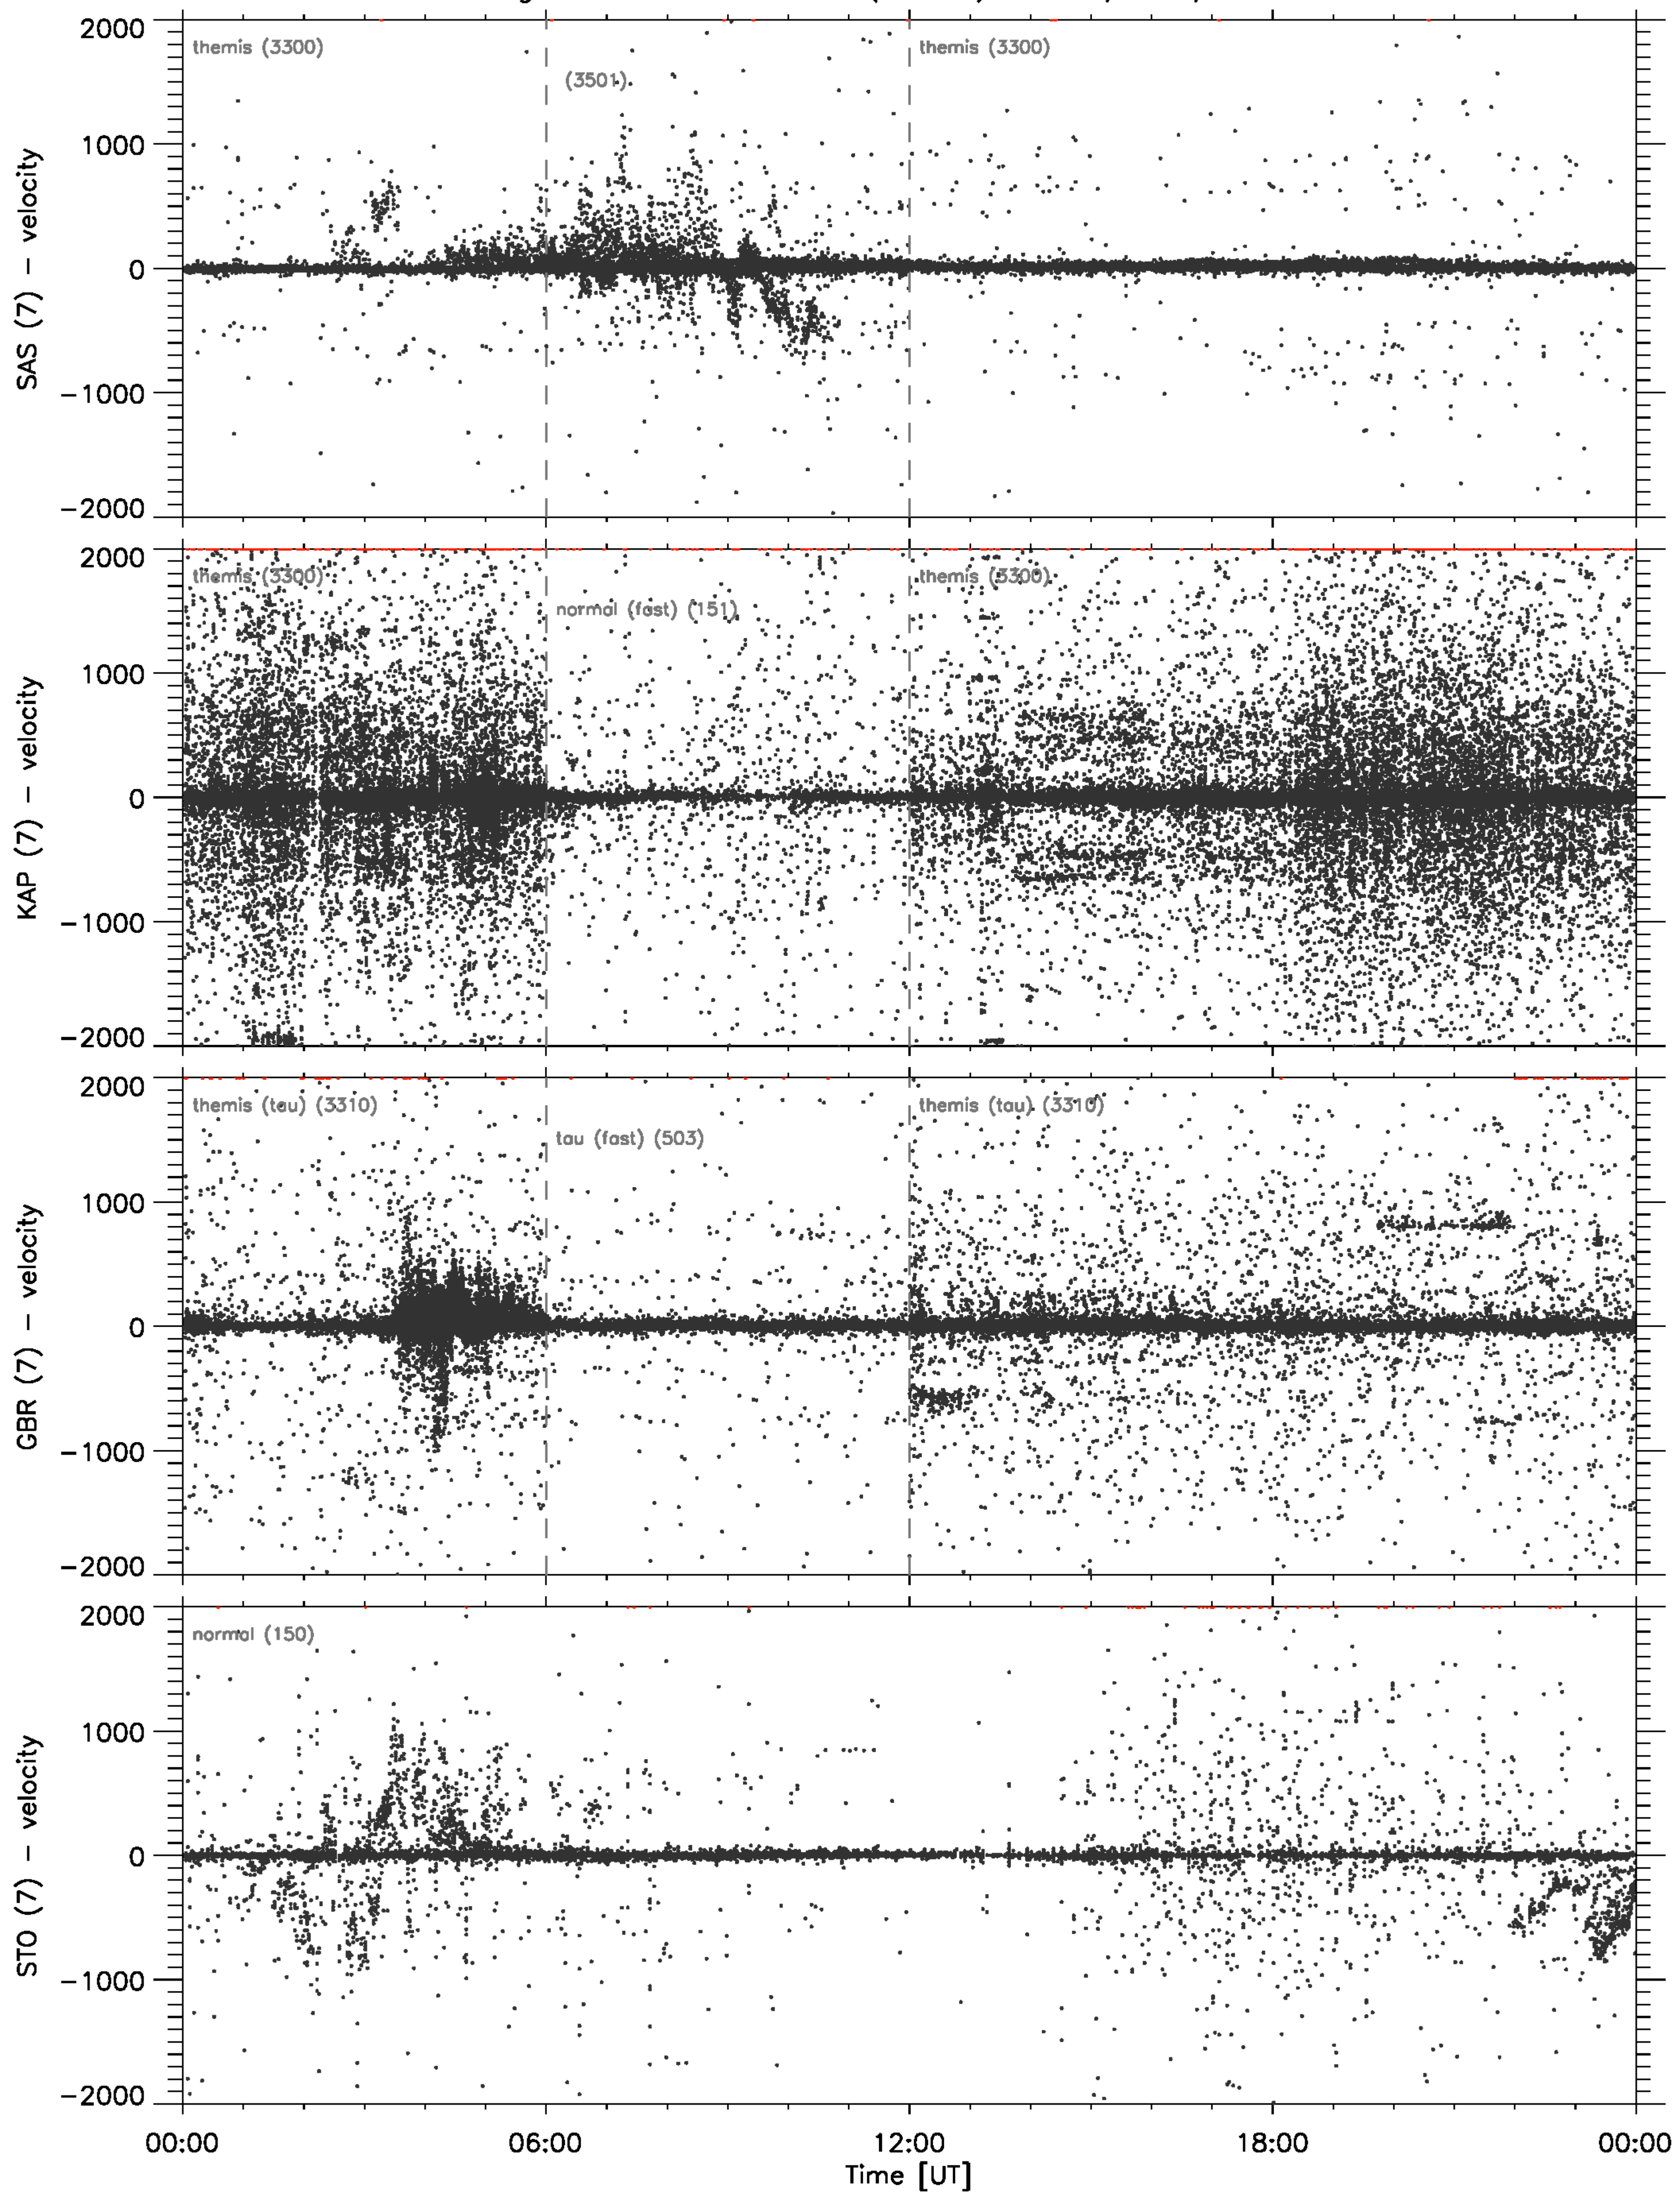 2000
themis (3300)
themis (3300)
(3501)
1000
0
−1000
−2000
SAS (7) − velocity
2000
themis (3300)
themis (3300)
normal (fast) (151)
1000
0
−1000
−2000
KAP (7) − velocity
2000
themis (tau) (3310)
themis (tau) (3310)
tau (fast) (503)
1000
0
−1000
−2000
GBR (7) − velocity
2000
normal (150)
1000
0
−1000
−2000
STO (7) − velocity
00:00 06:00 12:00 18:00 00:00
Time [UT]